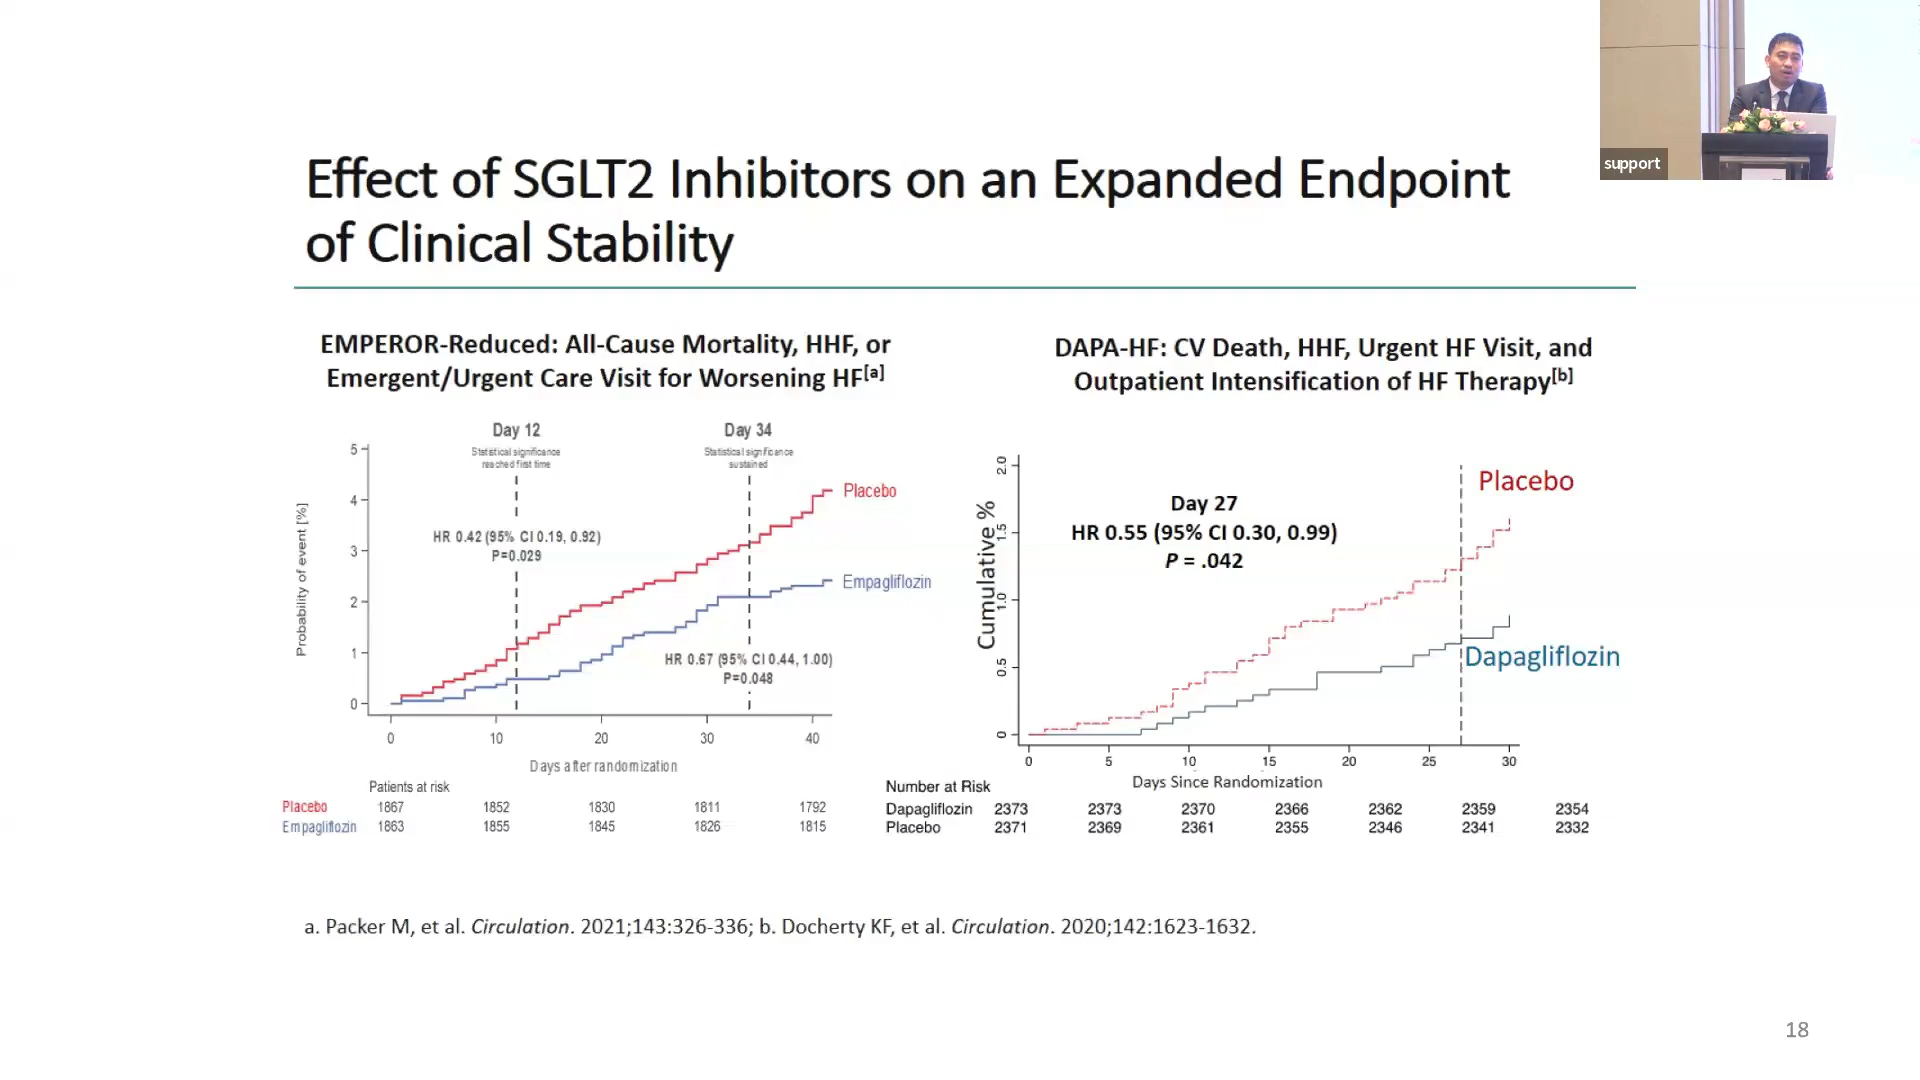 support
Effect of SGLT2 Inhibitors on an Expanded Endpoint
of Clinical Stability
EMPEROR-Reduced: All-Cause Mortality, HHF, or
Emergent/Urgent Care Visit for Worsening HF[a]
Day 12
Statistical significance
reached first time
Day 34
Statistical significance
sustained
Probability of event [%]
5
4
3
2
1
0
HR 0.42 (95% CI 0.19, 0.92)
P=0.029
Placebo
Empagliflozin
HR 0.67 (95% CI 0.44, 1.00)
P=0.048
0 10 20 30 40
Days after randomization
Patients at risk
Placebo 1867 1852 1830 1811 1792
Empagliflozin 1863 1855 1845 1826 1815
DAPA-HF: CV Death, HHF, Urgent HF Visit, and
Outpatient Intensification of HF Therapy[b]
Cumulative %
2.0
1.5
1.0
0.5
0
Day 27
HR 0.55 (95% CI 0.30, 0.99)
P = .042
Placebo
Dapagliflozin
0 5 10 15 20 25 30
Days Since Randomization
Number at Risk
Dapagliflozin 2373 2373 2370 2366 2362 2359 2354
Placebo 2371 2369 2361 2355 2346 2341 2332
a. Packer M, et al. Circulation. 2021;143:326-336; b. Docherty KF, et al. Circulation. 2020;142:1623-1632.
18